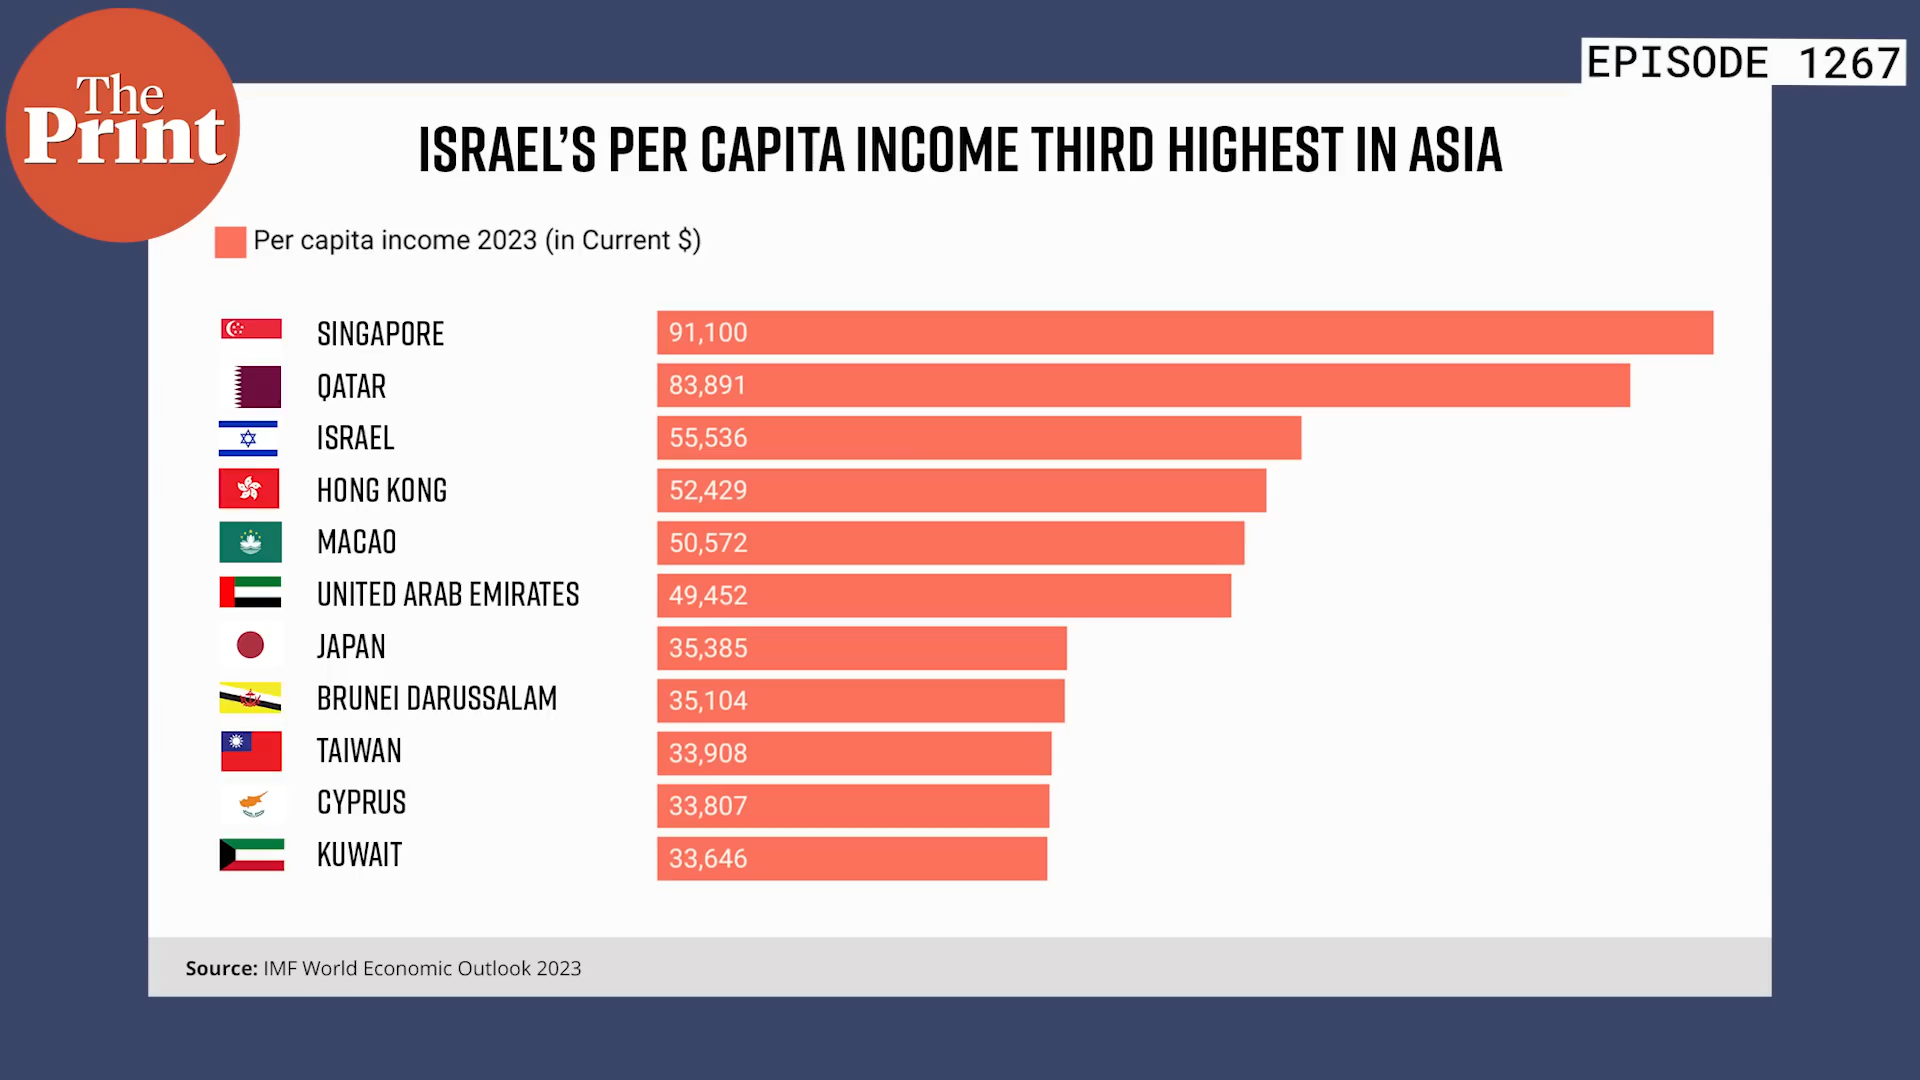 The
Print
EPISODE 1267
ISRAEL'S PER CAPITA INCOME THIRD HIGHEST IN ASIA
Per capita income 2023 (in Current $)
SINGAPORE 91,100
QATAR 83,891
ISRAEL 55,536
HONG KONG 52,429
MACAO 50,572
UNITED ARAB EMIRATES 49,452
JAPAN 35,385
BRUNEI DARUSSALAM 35,104
TAIWAN 33,908
CYPRUS 33,807
KUWAIT 33,646
Source: IMF World Economic Outlook 2023